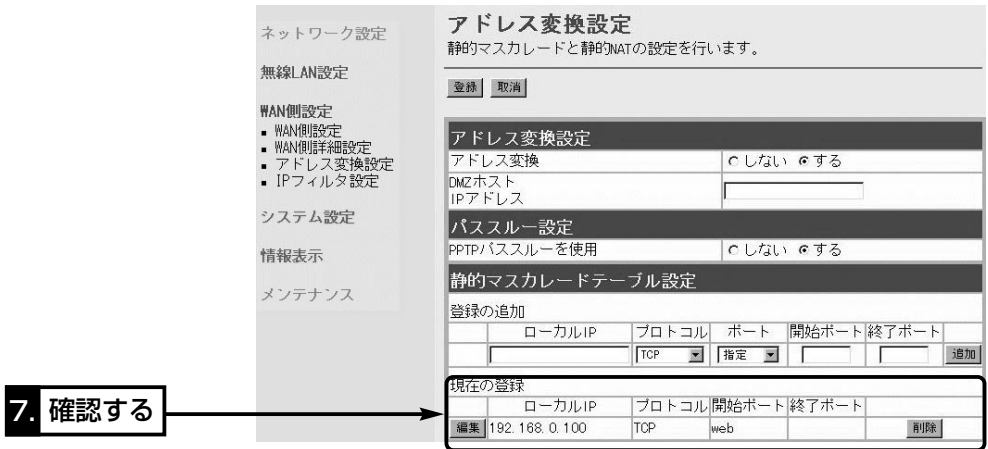 ネットワーク設定
無線LAN設定
WAN側設定
▪ WAN側設定
▪ WAN側詳細設定
▪ アドレス変換設定
▪ IPフィルタ設定
システム設定
情報表示
メンテナンス
アドレス変換設定
静的マスカレードと静的NATの設定を行います。
登録 取消
アドレス変換設定
アドレス変換 しない する
DMZホスト
IPアドレス
パススルー設定
PPTPパススルーを使用 しない する
静的マスカレードテーブル設定
登録の追加
ローカルIP プロトコル ポート 開始ポート 終了ポート
TCP 指定 追加
現在の登録
ローカルIP プロトコル 開始ポート 終了ポート
編集 192.168.0.100 TCP web 削除
7. 確認する